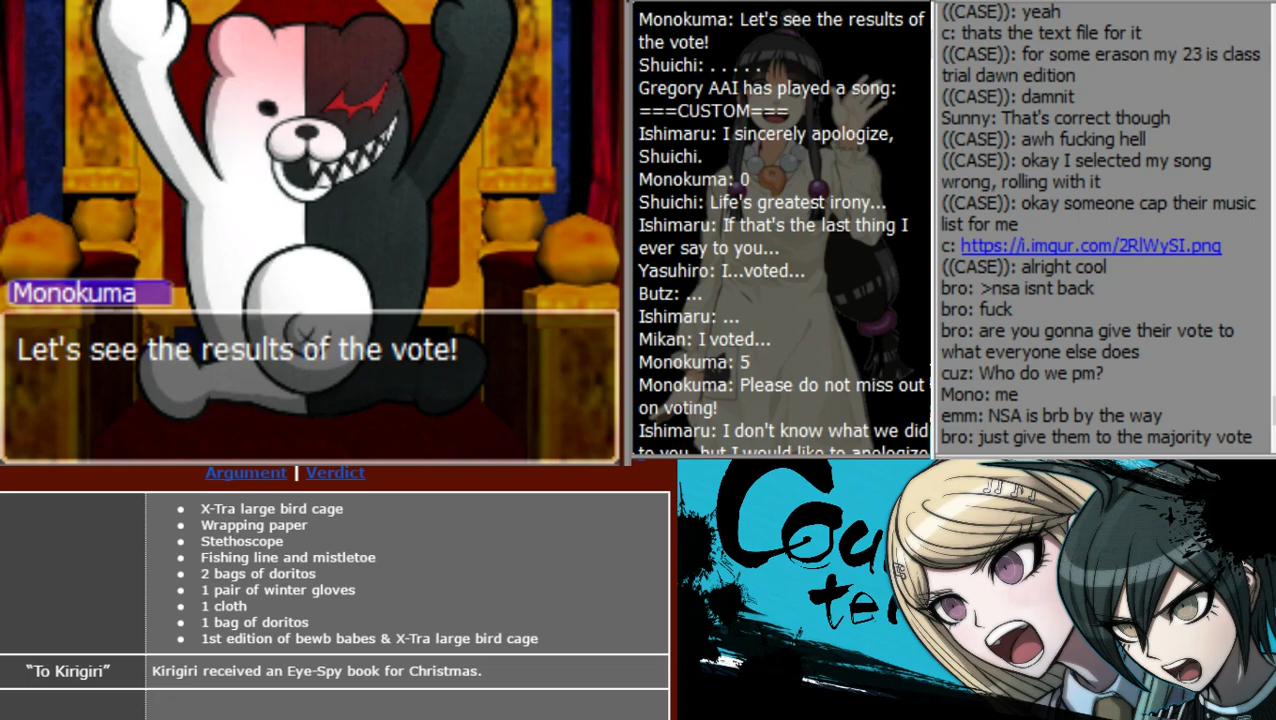 Monokuma
Let's see the results of the vote!
Monokuma: Let's see the results of
the vote!
Shuichi: . . . . .
Gregory AAI has played a song:
===CUSTOM===
Ishimaru: I sincerely apologize,
Shuichi.
Monokuma: 0
Shuichi: Life's greatest irony...
Ishimaru: If that's the last thing I
ever say to you...
Yasuhiro: I...voted...
Butz: ...
Ishimaru: ...
Mikan: I voted...
Monokuma: 5
Monokuma: Please do not miss out
on voting!
Ishimaru: I don't know what we did
to you, but I would like to apologize
((CASE)): yeah
c: thats the text file for it
((CASE)): for some erason my 23 is class
trial dawn edition
((CASE)): damnit
Sunny: That's correct though
((CASE)): awh fucking hell
((CASE)): okay I selected my song
wrong, rolling with it
((CASE)): okay someone cap their music
list for me
c: https://i.imgur.com/2RlWySI.png
((CASE)): alright cool
bro: >nsa isnt back
bro: fuck
bro: are you gonna give their vote to
what everyone else does
cuz: Who do we pm?
Mono: me
emm: NSA is brb by the way
bro: just give them to the majority vote
Argument | Verdict
• X-Tra large bird cage
• Wrapping paper
• Stethoscope
• Fishing line and mistletoe
• 2 bags of doritos
• 1 pair of winter gloves
• 1 cloth
• 1 bag of doritos
• 1st edition of bewb babes & X-Tra large bird cage
“To Kirigiri” Kirigiri received an Eye-Spy book for Christmas.
Cou
ter